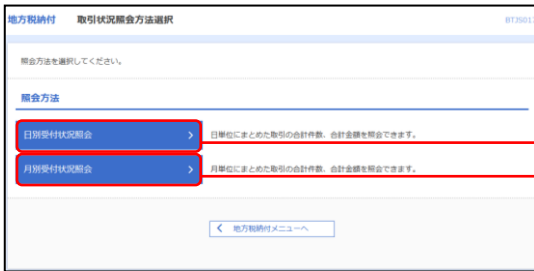 地方税納付 取引状況照会方法選択
照会方法を選択してください。
照会方法
日別受付状況照会 日単位にまとめた取引の合計件数、合計金額を照会できます。
月別受付状況照会 月単位にまとめた取引の合計件数、合計金額を照会できます。
地方税納付メニューへ